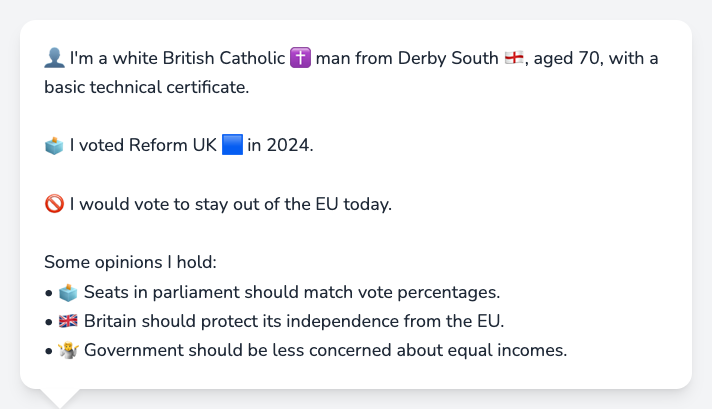 👤 I'm a white British Catholic ✝️ man from Derby South 🏴󠁧󠁢󠁥󠁮󠁧󠁿, aged 70, with a
basic technical certificate.
🗳️ I voted Reform UK 🟦 in 2024.
🚫 I would vote to stay out of the EU today.
Some opinions I hold:
• 🗳️ Seats in parliament should match vote percentages.
• 🇬🇧 Britain should protect its independence from the EU.
• 🤷 Government should be less concerned about equal incomes.